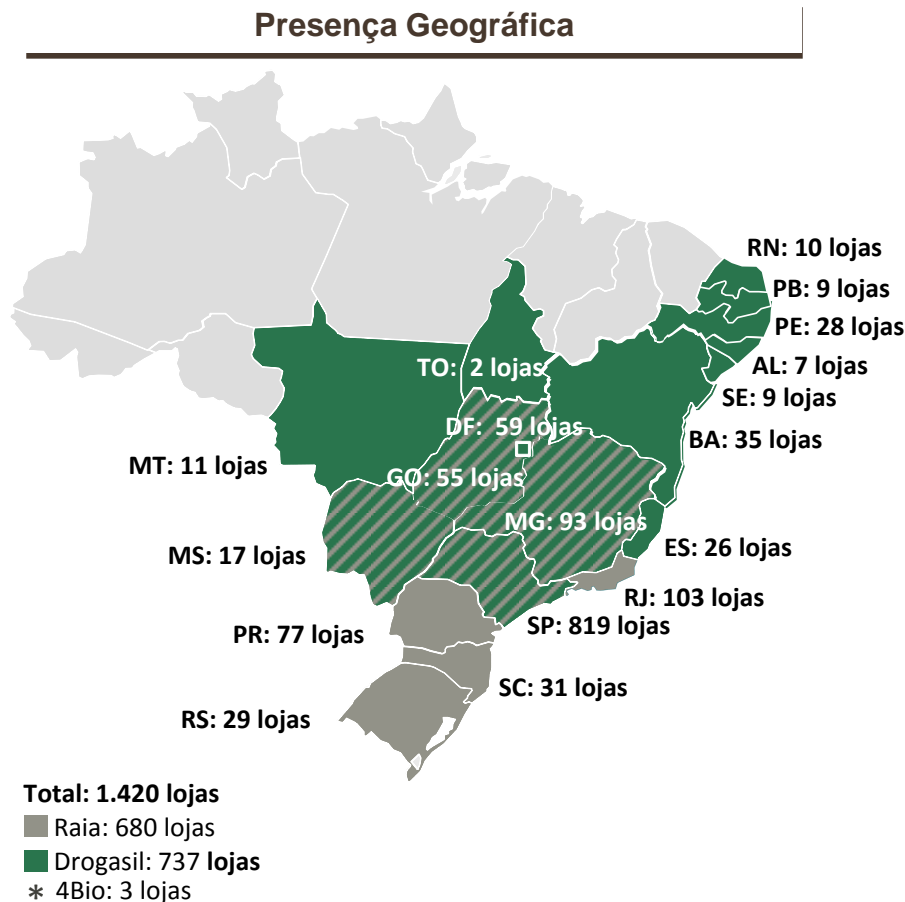 Presença Geográfica
RN: 10 lojas
PB: 9 lojas
PE: 28 lojas
AL: 7 lojas
TO:  2 lojas
SE: 9 lojas
DF:  59 lojas
BA: 35 lojas
MT: 11 lojas
GO: 55 lojas
MG: 93 lojas
ES: 26 lojas
MS: 17 lojas
RJ: 103 lojas
SP: 819 lojas
PR: 77 lojas
SC: 31 lojas
RS: 29 lojas
Total: 1.420 lojas
Raia: 680 lojas
Drogasil: 737 lojas
* 4Bio: 3 lojas